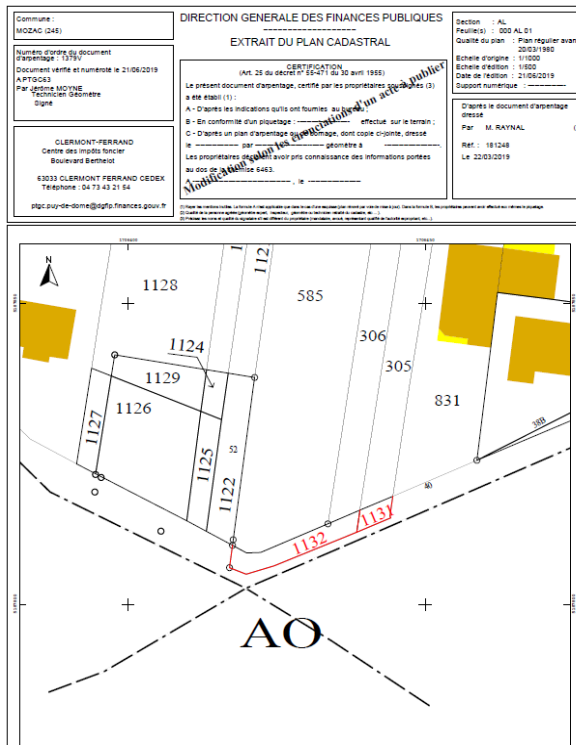 Commune :
MOZAC (245)
Numéro d'ordre du document
d'arpentage : 1379V
Document vérifié et numéroté le 21/06/2019
A PTGC63
Par Jérôme MOYNE
Technicien Géomètre
Signé
CLERMONT-FERRAND
Centre des impôts foncier
Boulevard Berthelot
63033 CLERMONT FERRAND CEDEX
Téléphone : 04 73 43 21 54
ptgc.puy-de-dome@dgfip.finances.gouv.fr
DIRECTION GENERALE DES FINANCES PUBLIQUES
EXTRAIT DU PLAN CADASTRAL
CERTIFICATION
(Art. 25 du décret n° 55-471 du 30 avril 1955)
Le présent document d'arpentage, certifié par les propriétaires soussignés (3)
a été établi (1) :
A - D'après les indications qu'ils ont fournies au bureau ;
B - En conformité d'un piquetage : effectué sur le terrain ;
C - D'après un plan d'arpentage ou de bornage, dont copie ci-jointe, dressé
le par géomètre à
Les propriétaires déclarent avoir pris connaissance des informations portées
au dos de la chemise 6463.
A , le
Modification selon les énonciations d'un acte à publier
Section : AL
Feuille(s) : 000 AL 01
Qualité du plan : Plan régulier avan
20/03/1980
Echelle d'origine : 1/1000
Echelle d'édition : 1/500
Date de l'édition : 21/06/2019
Support numérique :
D'après le document d'arpentage
dressé
Par M. RAYNAL (
Réf. : 181248
Le 22/03/2019
N
1128
112
585
1124
306
305
1129
831
1126
1127
1125
52
1122
38B
40
1131
1132
AO